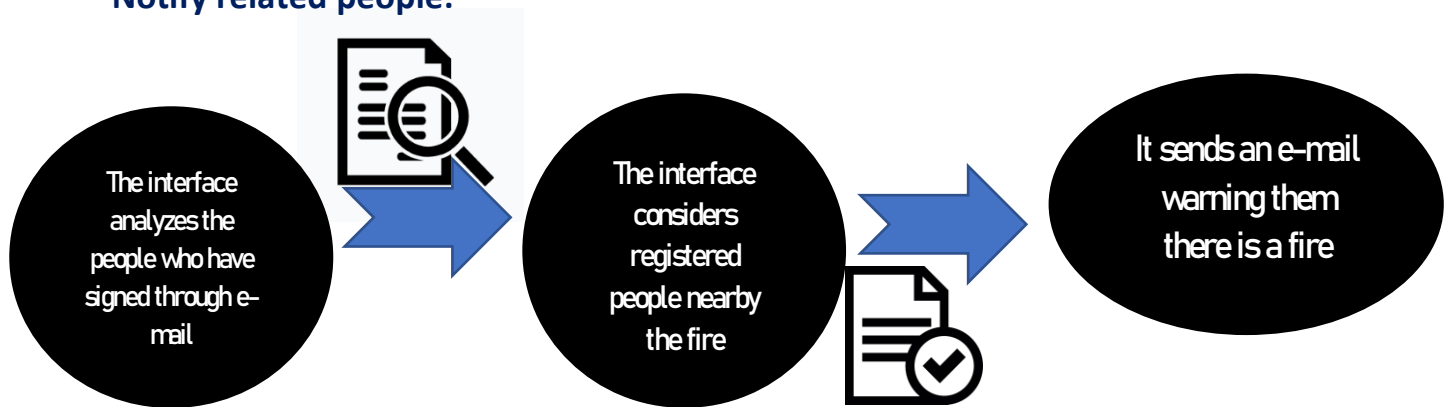 Notify related people:
The interface
analyzes the
people who have
signed through e-
mail
The interface
considers
registered
people nearby
the fire
It sends an e-mail
warning them
there is a fire